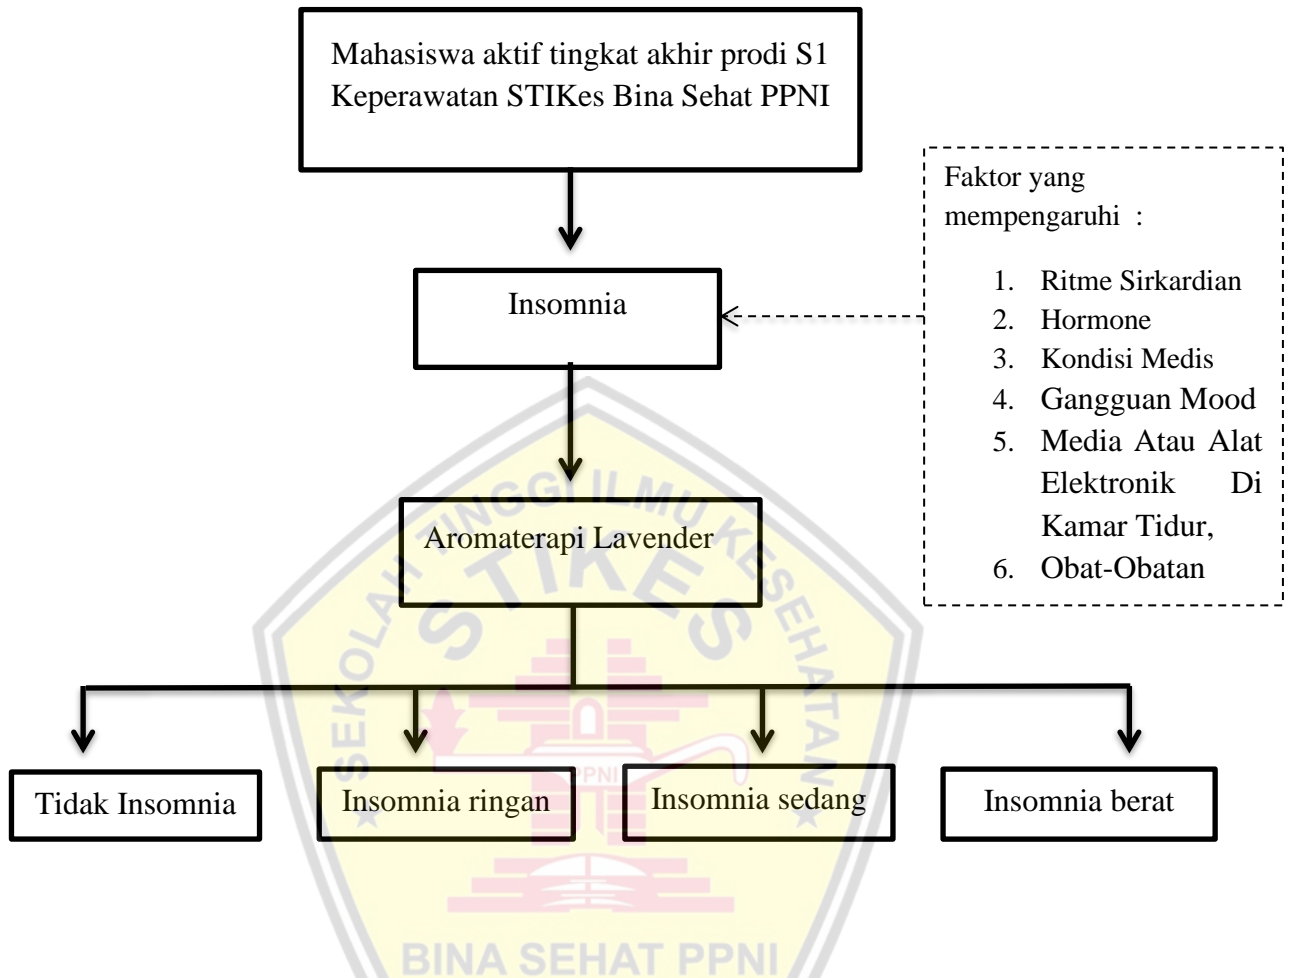 Mahasiswa aktif tingkat akhir prodi S1
Keperawatan STIKes Bina Sehat PPNI
Faktor yang
mempengaruhi :
1. Ritme Sirkardian
2. Hormone
3. Kondisi Medis
4. Gangguan Mood
5. Media Atau Alat
Elektronik Di
Kamar Tidur,
6. Obat-Obatan
Insomnia
Aromaterapi Lavender
Tidak Insomnia
Insomnia ringan
Insomnia sedang
Insomnia berat
SEKOLAH TINGGI ILMU KESEHATAN
STIKES
PPNI
BINA SEHAT PPNI